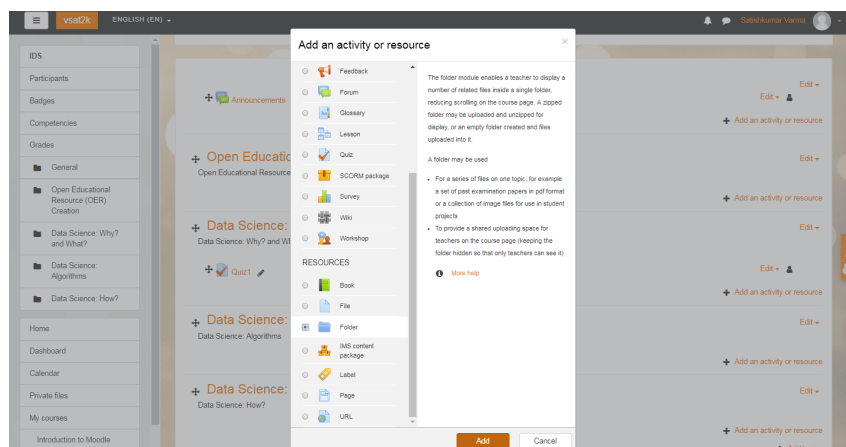 vsat2k ENGLISH (EN)
Satishkumar Varma
IDS
Participants
Badges
Competencies
Grades
General
Open Educational
Resource (OER)
Creation
Data Science: Why?
and What?
Data Science:
Algorithms
Data Science: How?
Home
Dashboard
Calendar
Private files
My courses
Introduction to Moodle
Announcements
Open Educatio
Open Educational Resource
Data Science:
Data Science: Why? and Wh
Quiz1
Data Science:
Data Science: Algorithms
Data Science:
Data Science: How?
Add an activity or resource ×
Feedback
Forum
Glossary
Lesson
Quiz
SCORM package
Survey
Wiki
Workshop
RESOURCES
Book
File
Folder
IMS content
package
Label
Page
URL
The folder module enables a teacher to display a
number of related files inside a single folder,
reducing scrolling on the course page. A zipped
folder may be uploaded and unzipped for
display, or an empty folder created and files
uploaded into it.
A folder may be used
• For a series of files on one topic, for example
a set of past examination papers in pdf format
or a collection of image files for use in student
projects
• To provide a shared uploading space for
teachers on the course page (keeping the
folder hidden so that only teachers can see it)
More help
Add Cancel
Edit
Edit
Add an activity or resource
Edit
Add an activity or resource
Edit
Edit
Add an activity or resource
Edit
Add an activity or resource
Edit
Add an activity or resource